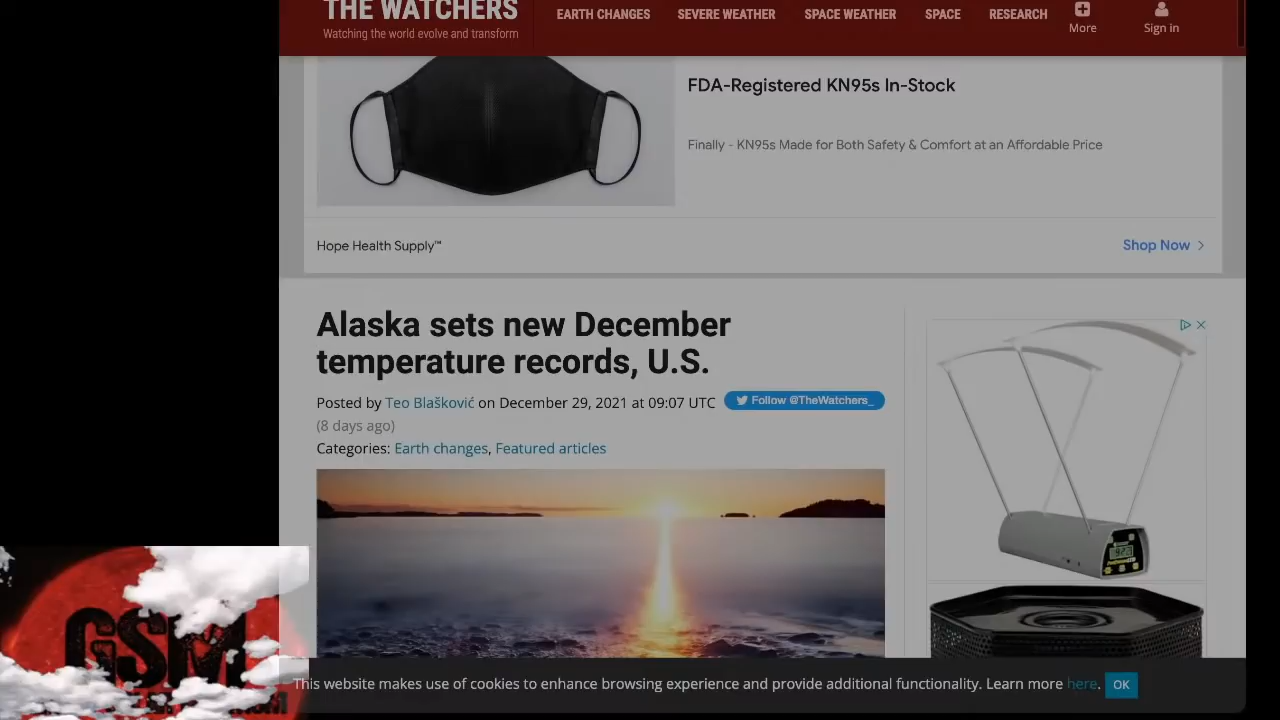 THE WATCHERS
Watching the world evolve and transform
EARTH CHANGES
SEVERE WEATHER
SPACE WEATHER
SPACE
RESEARCH
More
Sign in
FDA-Registered KN95s In-Stock
Finally - KN95s Made for Both Safety & Comfort at an Affordable Price
Hope Health Supply™
Shop Now
Alaska sets new December
temperature records, U.S.
Posted by Teo Blašković on December 29, 2021 at 09:07 UTC
Follow @TheWatchers_
(8 days ago)
Categories: Earth changes, Featured articles
GSM
This website makes use of cookies to enhance browsing experience and provide additional functionality. Learn more here.
OK